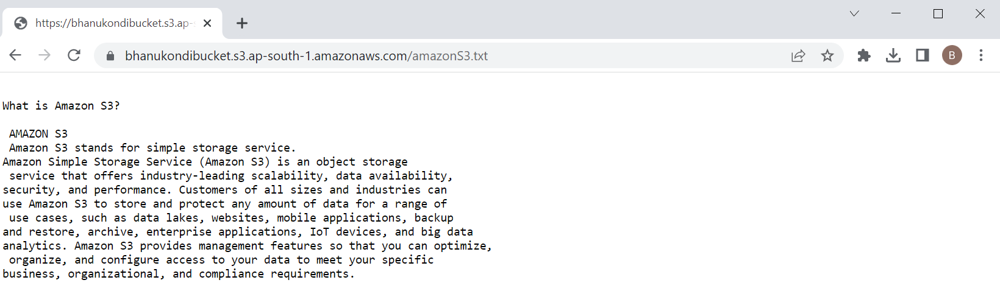 https://bhanukondibucket.s3.ap-
bhanukondibucket.s3.ap-south-1.amazonaws.com/amazonS3.txt
B
What is Amazon S3?
AMAZON S3
Amazon S3 stands for simple storage service.
Amazon Simple Storage Service (Amazon S3) is an object storage
service that offers industry-leading scalability, data availability,
security, and performance. Customers of all sizes and industries can
use Amazon S3 to store and protect any amount of data for a range of
use cases, such as data lakes, websites, mobile applications, backup
and restore, archive, enterprise applications, IoT devices, and big data
analytics. Amazon S3 provides management features so that you can optimize,
organize, and configure access to your data to meet your specific
business, organizational, and compliance requirements.